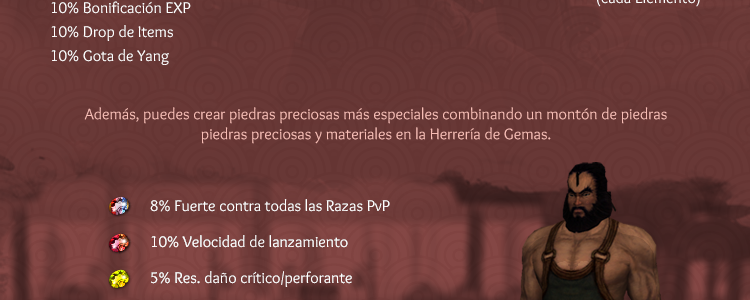 10% Bonificación EXP
(cada Elemento)
10% Drop de Items
10% Gota de Yang
Además, puedes crear piedras preciosas más especiales combinando un montón de piedras
piedras preciosas y materiales en la Herrería de Gemas.
8% Fuerte contra todas las Razas PvP
10% Velocidad de lanzamiento
5% Res. daño crítico/perforante